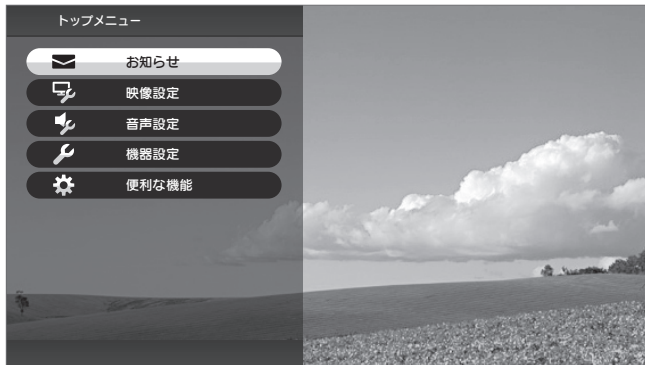 トップメニュー
お知らせ
映像設定
音声設定
機器設定
便利な機能